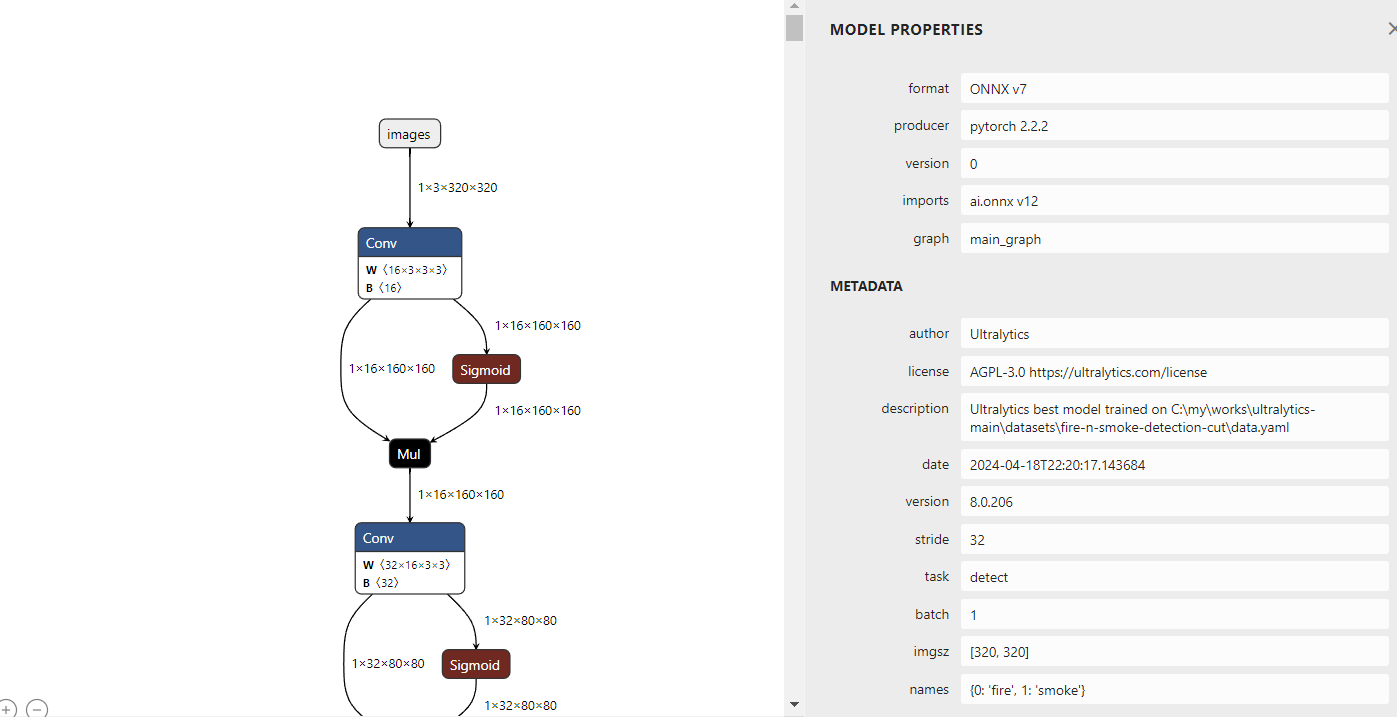 images
1×3×320×320
Conv
W 〈16×3×3×3〉
B 〈16〉
1×16×160×160
1×16×160×160
Sigmoid
1×16×160×160
Mul
1×16×160×160
Conv
W 〈32×16×3×3〉
B 〈32〉
1×32×80×80
1×32×80×80
Sigmoid
1×32×80×80
MODEL PROPERTIES
format ONNX v7
producer pytorch 2.2.2
version 0
imports ai.onnx v12
graph main_graph
METADATA
author Ultralytics
license AGPL-3.0 https://ultralytics.com/license
description Ultralytics best model trained on C:\my\works\ultralytics-
main\datasets\fire-n-smoke-detection-cut\data.yaml
date 2024-04-18T22:20:17.143684
version 8.0.206
stride 32
task detect
batch 1
imgsz [320, 320]
names {0: 'fire', 1: 'smoke'}